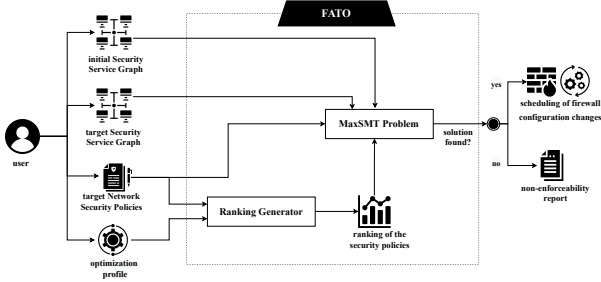 FATO
initial Security
Service Graph
target Security
Service Graph
user
target Network
Security Policies
optimization
profile
Ranking Generator
ranking of the
security policies
MaxSMT Problem
solution
found?
yes
scheduling of firewall
configuration changes
no
non-enforceability
report